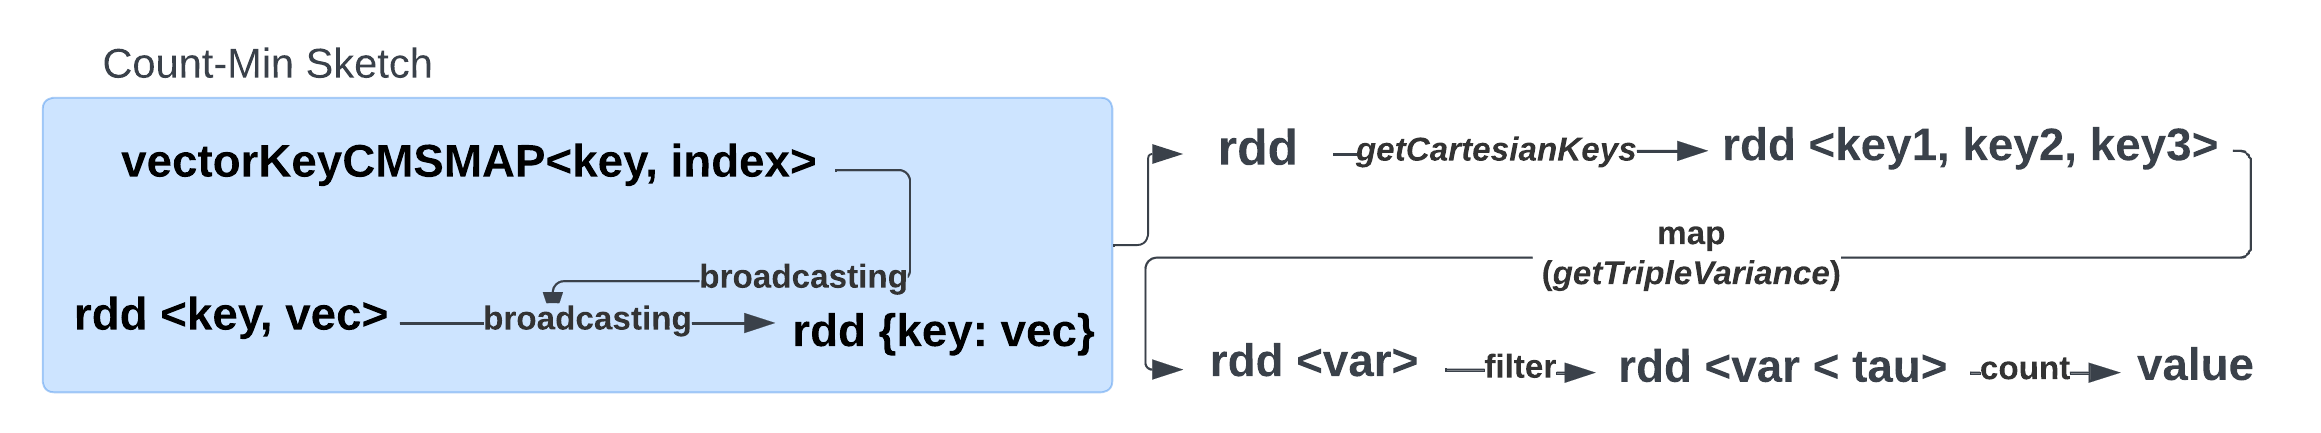 Count-Min Sketch
vectorKeyCMSMAP<key, index>
broadcasting
rdd <key, vec> broadcasting rdd {key: vec}
rdd getCartesianKeys rdd <key1, key2, key3>
map
(getTripleVariance)
rdd <var> filter rdd <var < tau> count value